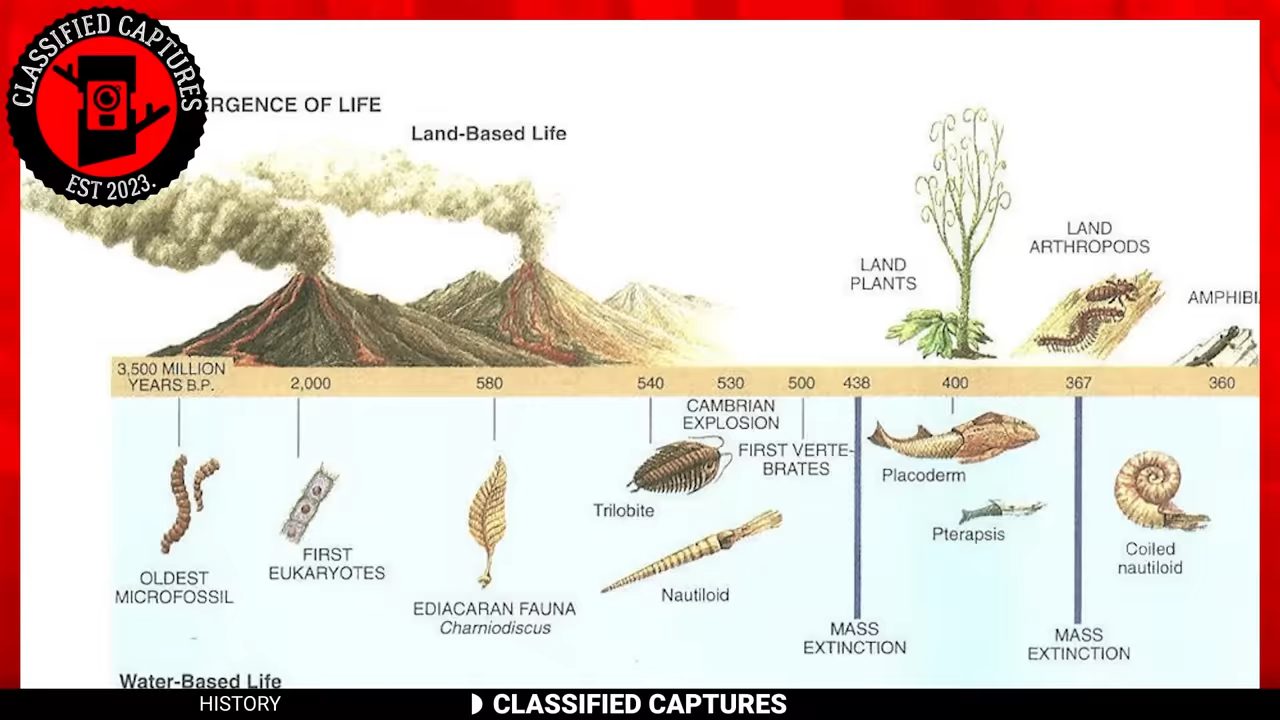 CLASSIFIED CAPTURES
EST 2023.
ERGENCE OF LIFE
Land-Based Life
LAND
PLANTS
LAND
ARTHROPODS
AMPHIBI
3,500 MILLION
YEARS B.P.
2,000
580
540
530
500
438
400
367
360
CAMBRIAN
EXPLOSION
FIRST VERTE-
BRATES
Trilobite
Nautiloid
Placoderm
Pterapsis
Coiled
nautiloid
OLDEST
MICROFOSSIL
FIRST
EUKARYOTES
EDIACARAN FAUNA
Charniodiscus
MASS
EXTINCTION
MASS
EXTINCTION
Water-Based Life
HISTORY
CLASSIFIED CAPTURES